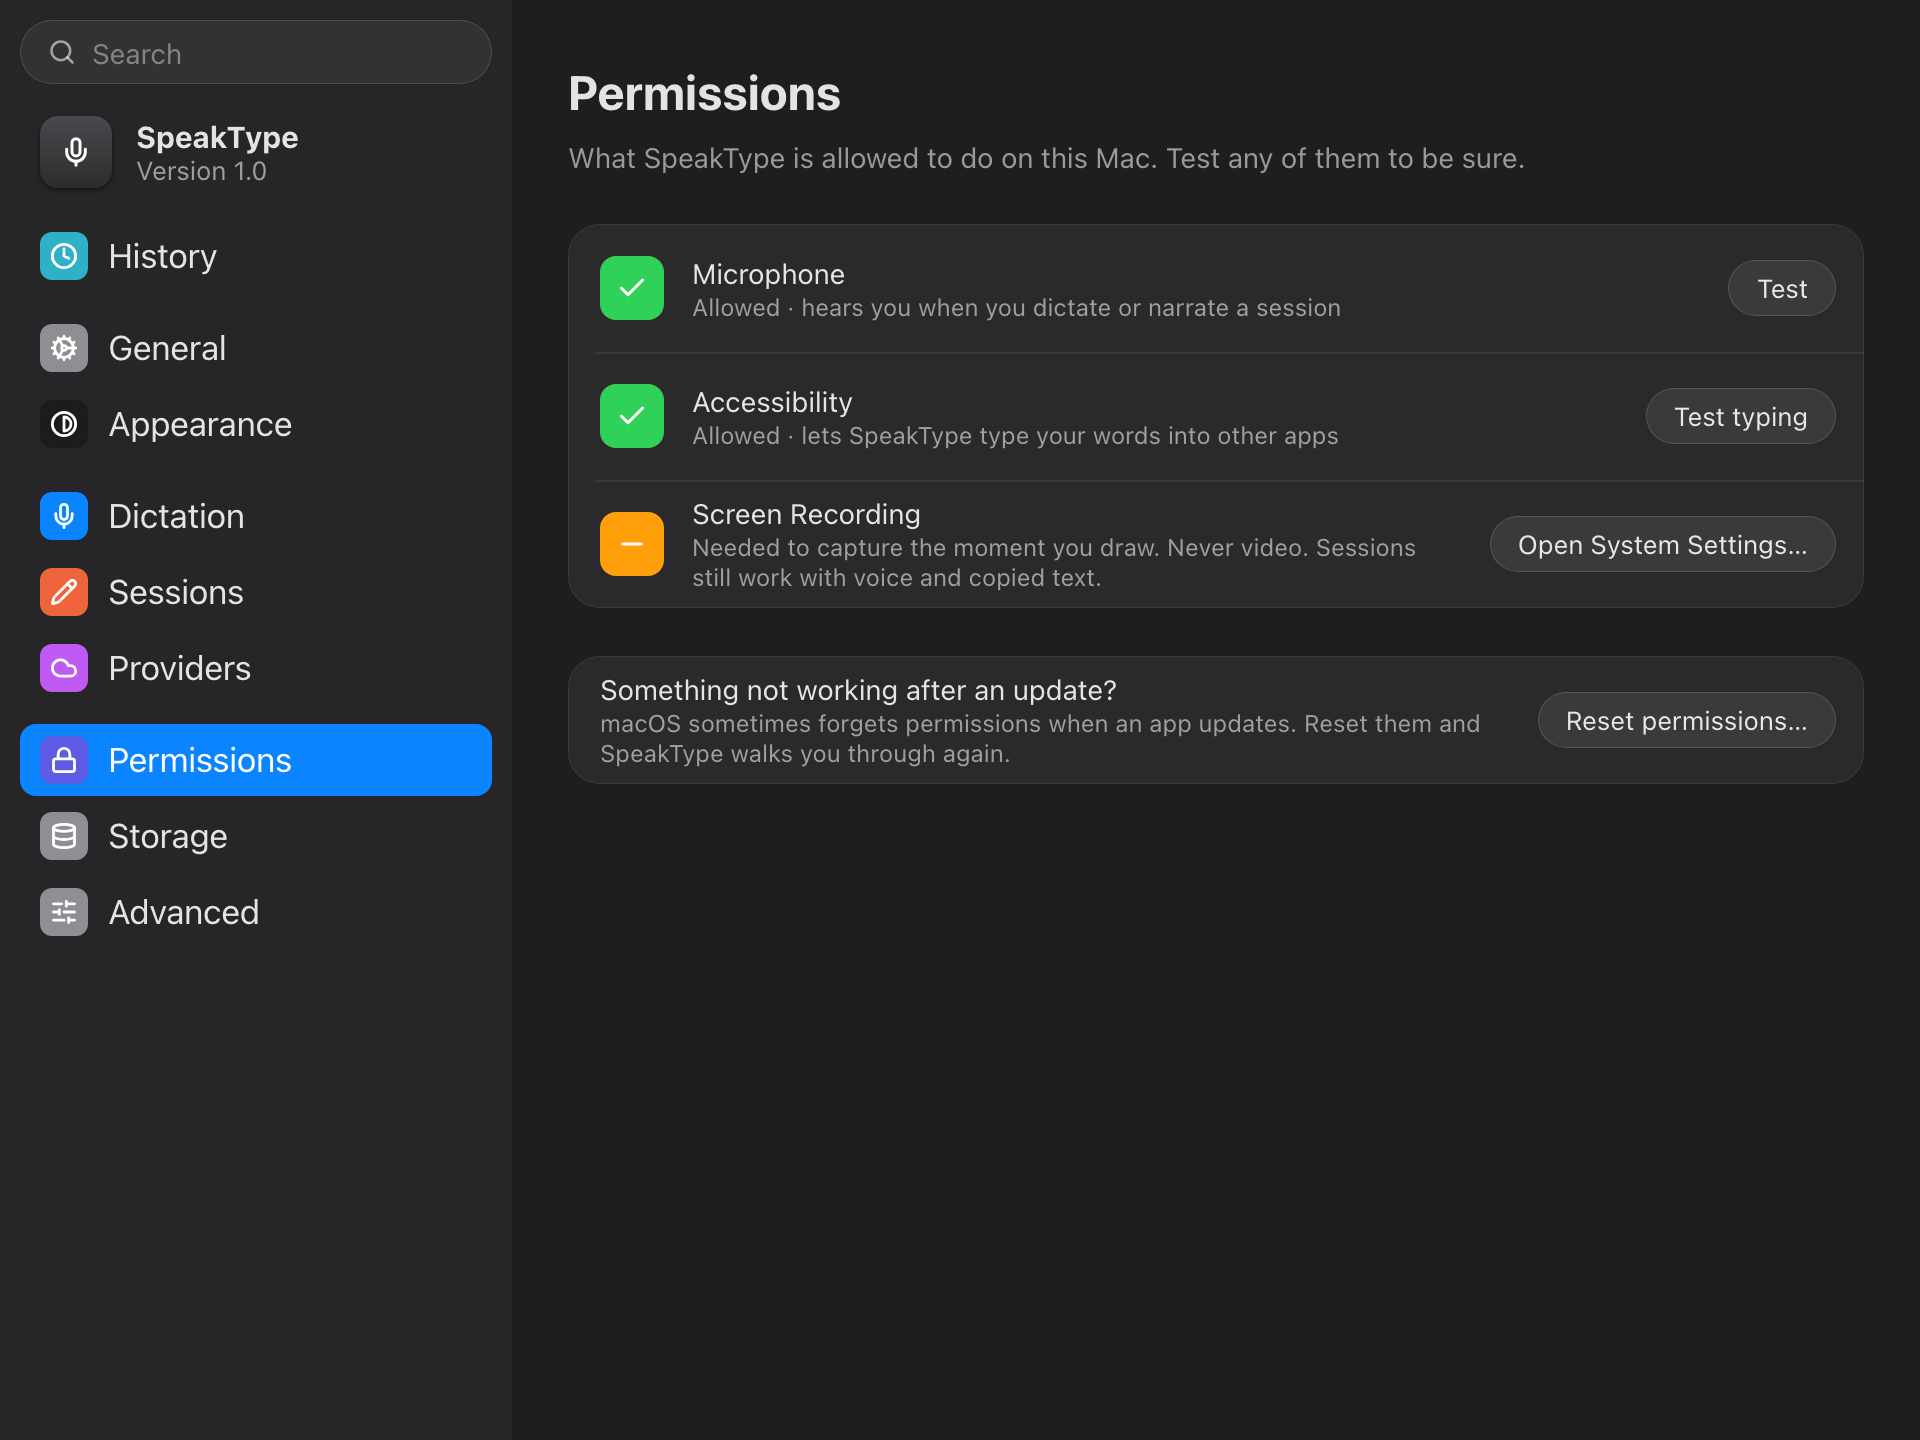 Search
SpeakType
Version 1.0
History
General
Appearance
Dictation
Sessions
Providers
Permissions
Storage
Advanced
Permissions
What SpeakType is allowed to do on this Mac. Test any of them to be sure.
Microphone
Allowed · hears you when you dictate or narrate a session
Test
Accessibility
Allowed · lets SpeakType type your words into other apps
Test typing
Screen Recording
Needed to capture the moment you draw. Never video. Sessions
still work with voice and copied text.
Open System Settings...
Something not working after an update?
macOS sometimes forgets permissions when an app updates. Reset them and
SpeakType walks you through again.
Reset permissions...